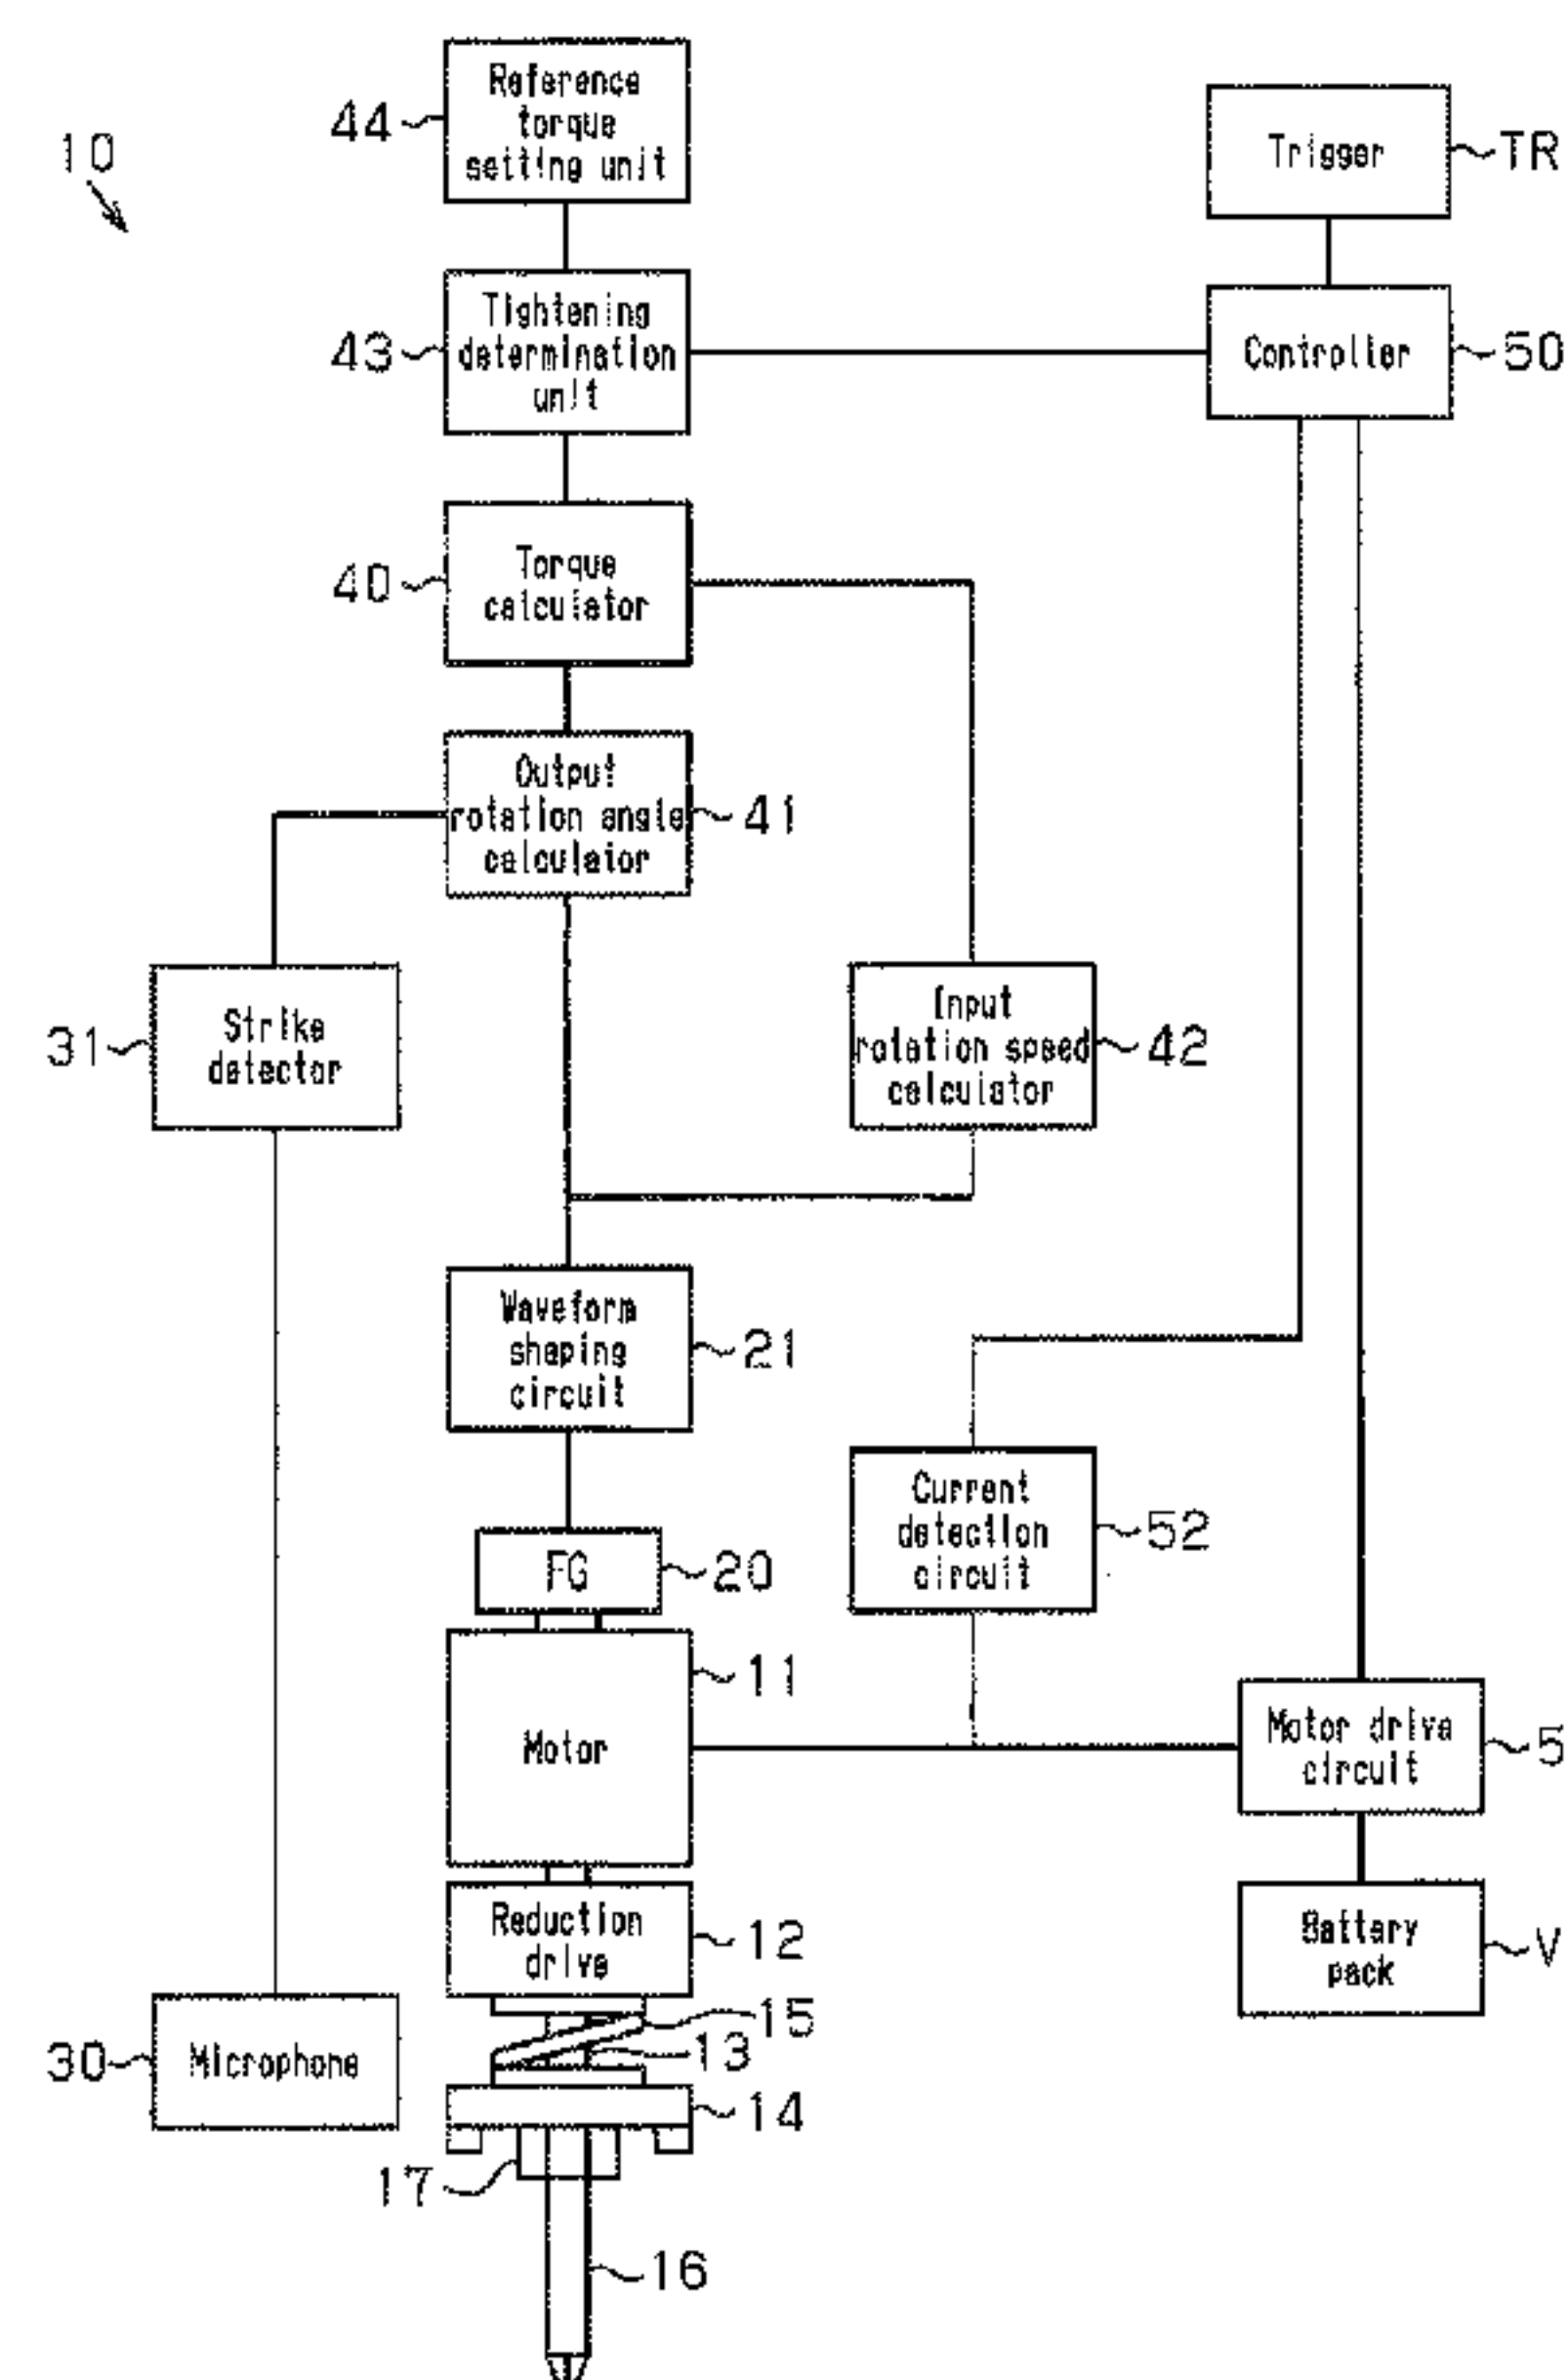 10
44
Reference
torque
setting unit
Trigger
TR
43
Tightening
determination
unit
Controller
50
40
Torque
calculator
Output
rotation angle
calculator
41
31
Strike
detector
Input
rotation speed
calculator
42
Waveform
shaping
circuit
21
Current
detection
circuit
52
FG
20
Motor
11
Motor drive
circuit
5
Reduction
drive
12
Battery
pack
V
15
13
30
Microphone
14
17
16